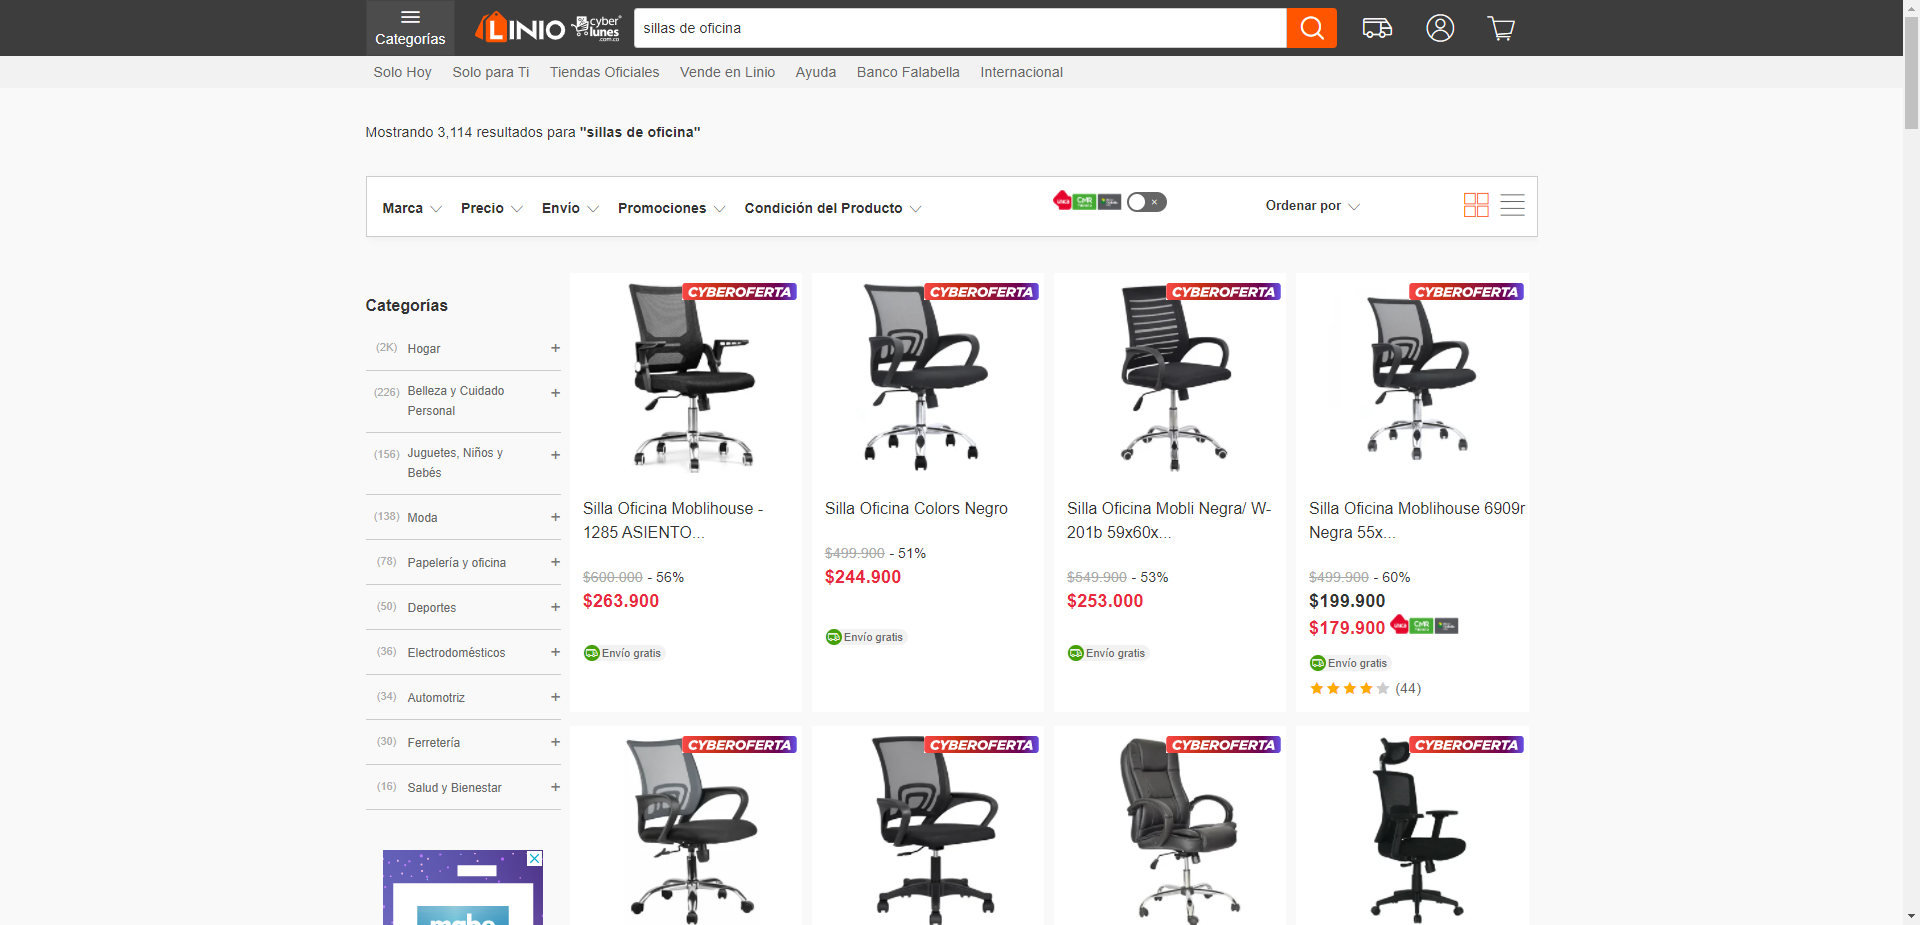 Categorías
LINIO
cyber
lunes
.com.co
sillas de oficina
Solo Hoy
Solo para Ti
Tiendas Oficiales
Vende en Linio
Ayuda
Banco Falabella
Internacional
Mostrando 3,114 resultados para "sillas de oficina"
Marca
Precio
Envío
Promociones
Condición del Producto
CMR
Ordenar por
Categorías
(2K) Hogar +
(226) Belleza y Cuidado
Personal +
(156) Juguetes, Niños y
Bebés +
(138) Moda +
(78) Papelería y oficina +
(50) Deportes +
(36) Electrodomésticos +
(34) Automotriz +
(30) Ferretería +
(16) Salud y Bienestar +
CYBEROFERTA
Silla Oficina Moblihouse -
1285 ASIENTO...
$600.000 - 56%
$263.900
Envío gratis
CYBEROFERTA
Silla Oficina Colors Negro
$499.900 - 51%
$244.900
Envío gratis
CYBEROFERTA
Silla Oficina Mobli Negra/ W-
201b 59x60x...
$549.900 - 53%
$253.000
Envío gratis
CYBEROFERTA
Silla Oficina Moblihouse 6909r
Negra 55x...
$499.900 - 60%
$199.900
$179.900
CMR
Envío gratis
(44)
CYBEROFERTA
CYBEROFERTA
CYBEROFERTA
CYBEROFERTA